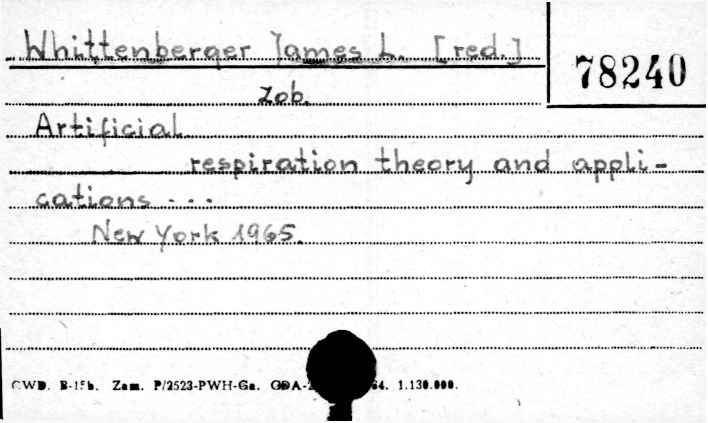 Whittenberger James L. [red.]
78240
zob.
Artificial
respiration theory and appli-
cations ...
New York 1965.
CWD. R-15b. Zam. P/2523-PWH-Ga. GDA- 64. 1.130.000.